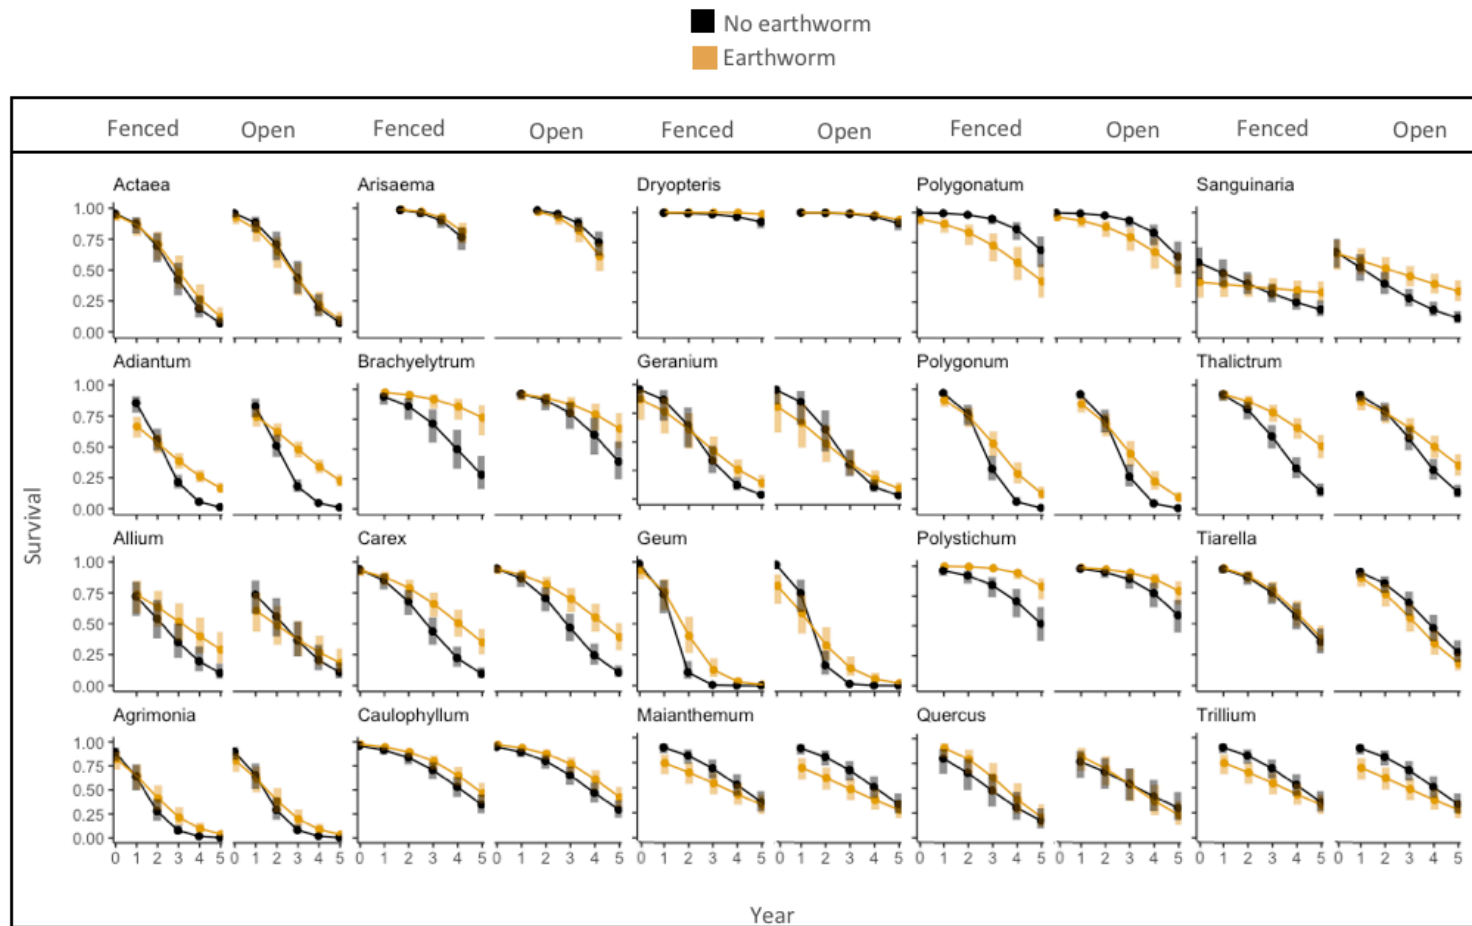 No earthworm
Earthworm
Fenced Open Fenced Open Fenced Open Fenced Open Fenced Open
Actaea Arisaema Dryopteris Polygonatum Sanguinaria
1.00
0.75
0.50
0.25
0.00
Adiantum Brachyelytrum Geranium Polygonum Thalictrum
1.00
0.75
0.50
0.25
0.00
Survival
Allium Carex Geum Polystichum Tiarella
1.00
0.75
0.50
0.25
0.00
Agrimonia Caulophyllum Maianthemum Quercus Trillium
1.00
0.75
0.50
0.25
0.00
0 1 2 3 4 5 0 1 2 3 4 5 0 1 2 3 4 5 0 1 2 3 4 5 0 1 2 3 4 5 0 1 2 3 4 5 0 1 2 3 4 5 0 1 2 3 4 5 0 1 2 3 4 5 0 1 2 3 4 5
Year